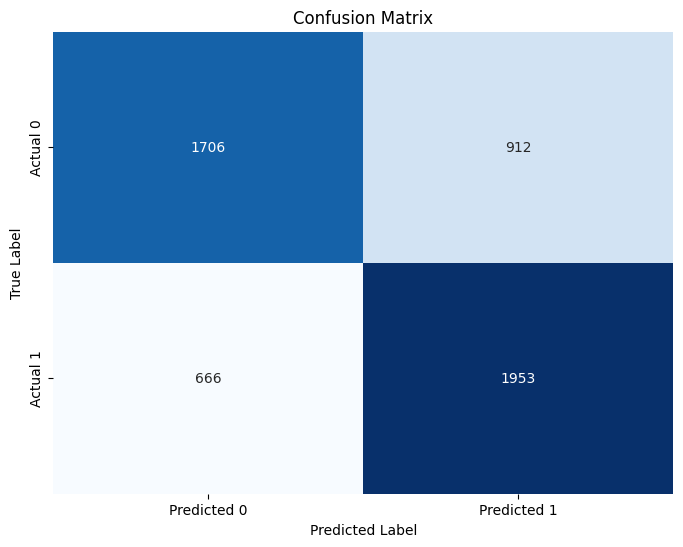 Confusion Matrix
True Label
Actual 0
1706
912
Actual 1
666
1953
Predicted 0
Predicted 1
Predicted Label